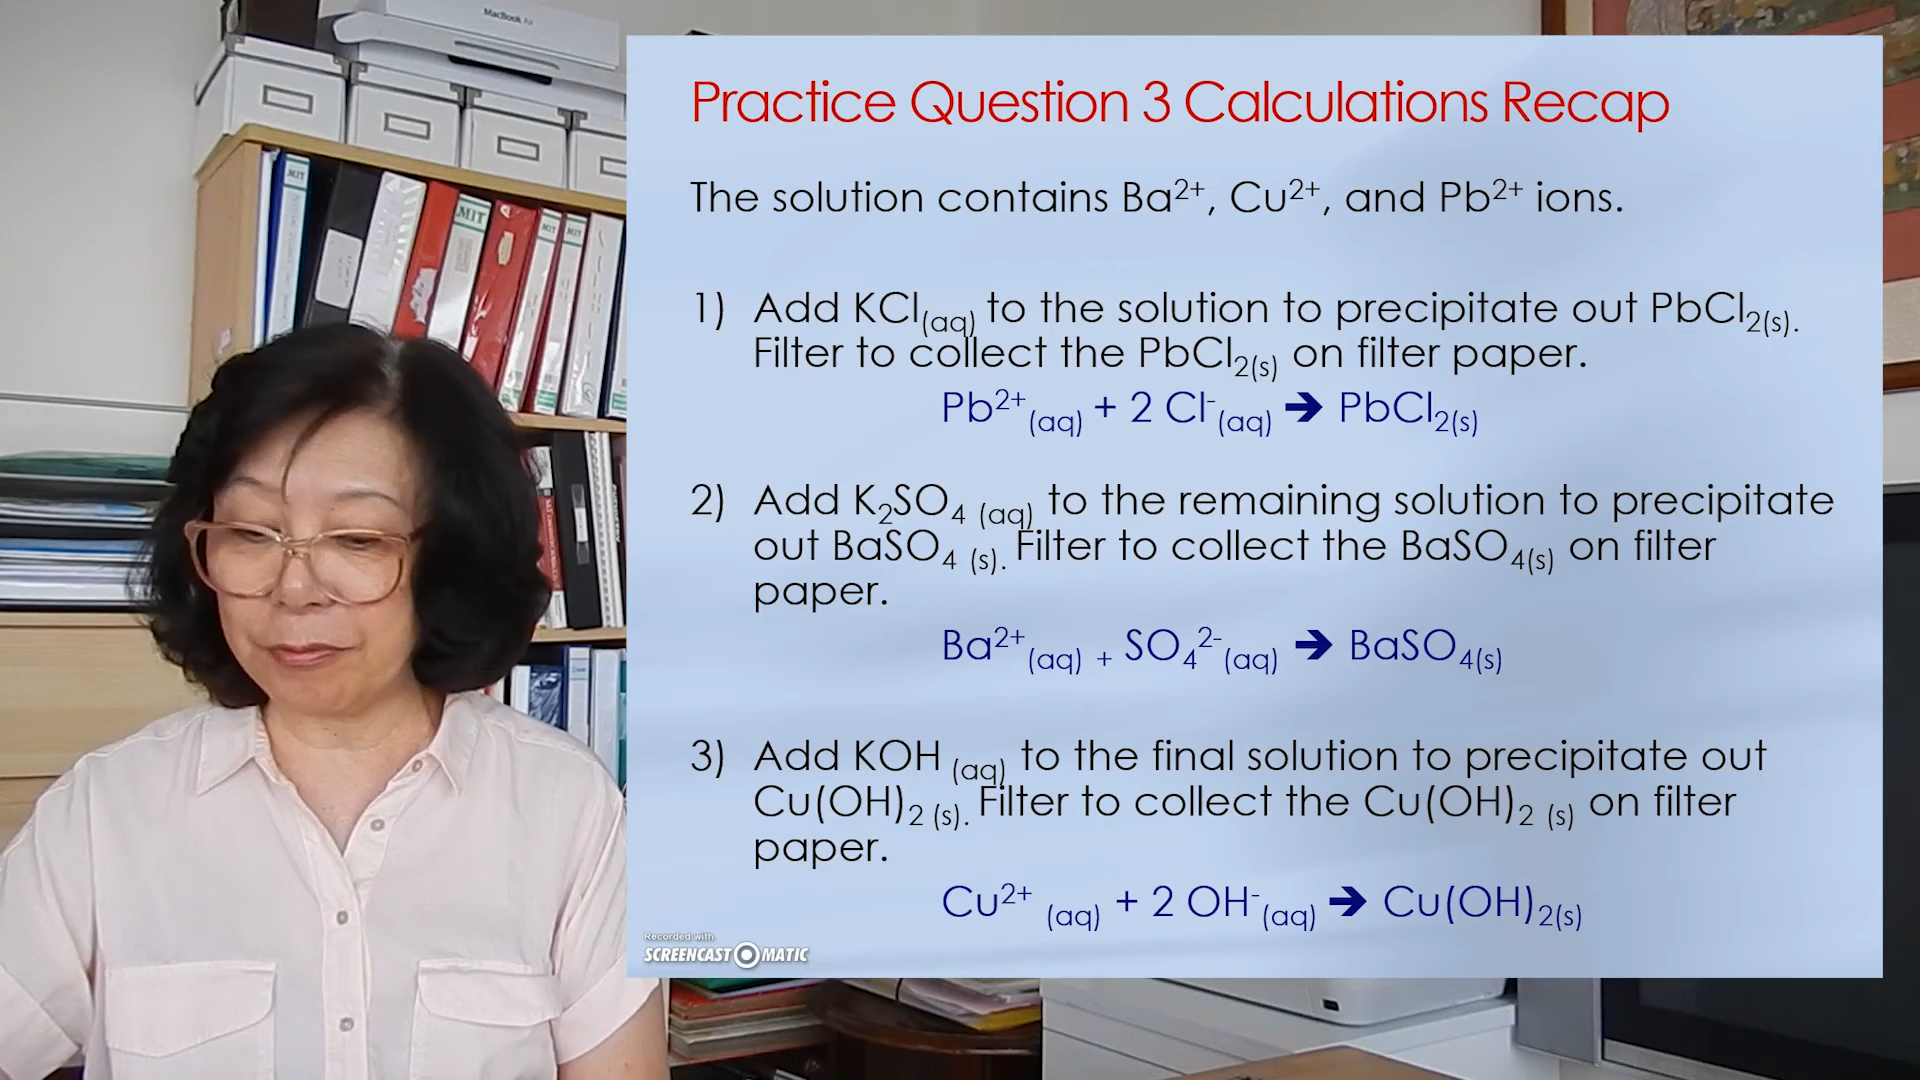 MacBook Air
MIT
MIT
MIT
MIT
Practice Question 3 Calculations Recap
The solution contains Ba²⁺, Cu²⁺, and Pb²⁺ ions.
1) Add KCl(aq) to the solution to precipitate out PbCl₂(s).
Filter to collect the PbCl₂(s) on filter paper.
Pb²⁺(aq) + 2 Cl⁻(aq) ➔ PbCl₂(s)
2) Add K₂SO₄ (aq) to the remaining solution to precipitate
out BaSO₄ (s). Filter to collect the BaSO₄(s) on filter
paper.
Ba²⁺(aq) + SO₄²⁻(aq) ➔ BaSO₄(s)
3) Add KOH (aq) to the final solution to precipitate out
Cu(OH)₂ (s). Filter to collect the Cu(OH)₂ (s) on filter
paper.
Cu²⁺ (aq) + 2 OH⁻(aq) ➔ Cu(OH)₂(s)
Recorded with
SCREENCAST-O-MATIC